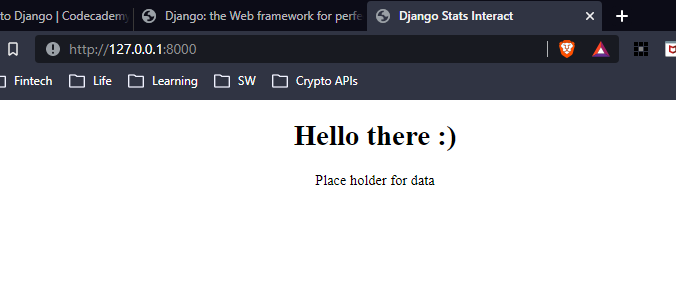 to Django | Codecademy
Django: the Web framework for perfe
Django Stats Interact
http://127.0.0.1:8000
Fintech
Life
Learning
SW
Crypto APIs
Hello there :)
Place holder for data